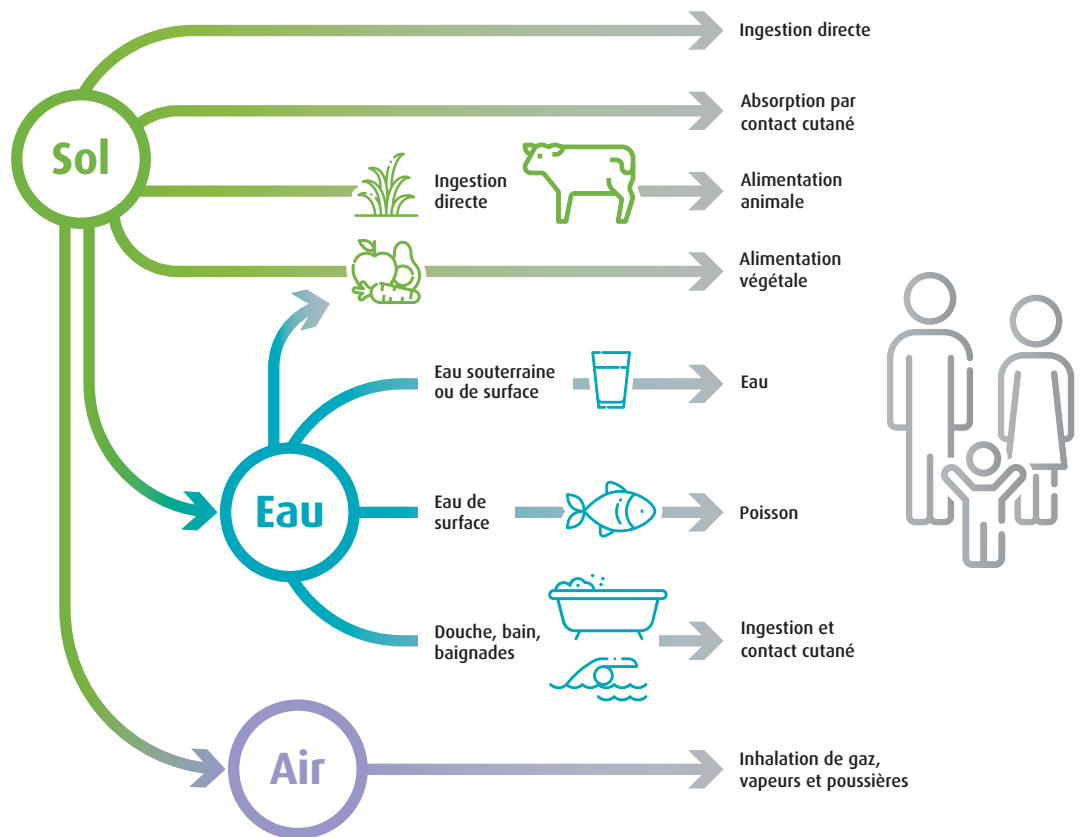 Ingestion directe
Sol
Absorption par
contact cutané
Ingestion
directe
Alimentation
animale
Alimentation
végétale
Eau souterraine
ou de surface
Eau
Eau
Eau de
surface
Poisson
Douche, bain,
baignades
Ingestion et
contact cutané
Air
Inhalation de gaz,
vapeurs et poussières